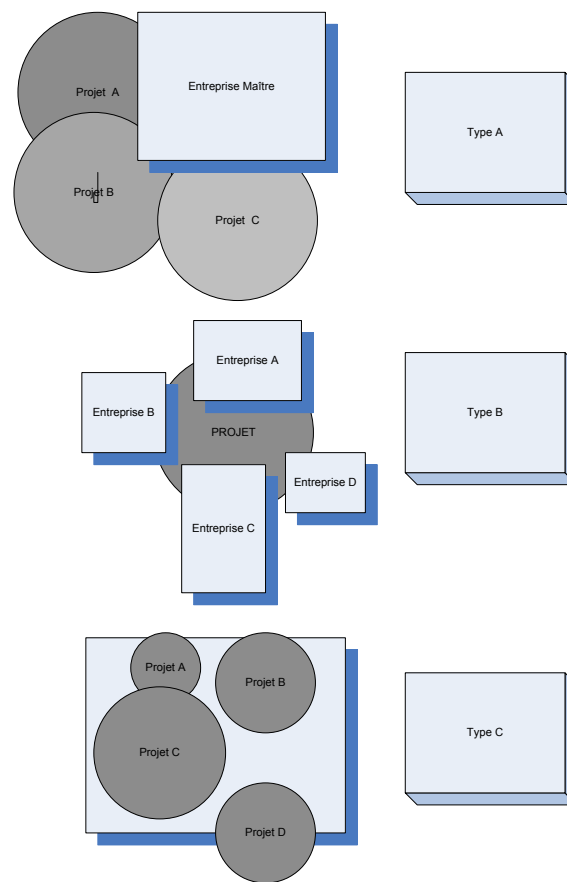 Projet A
Entreprise Maître
Type A
Projet B
Projet C
Entreprise A
Entreprise B
PROJET
Type B
Entreprise D
Entreprise C
Projet A
Projet B
Projet C
Type C
Projet D